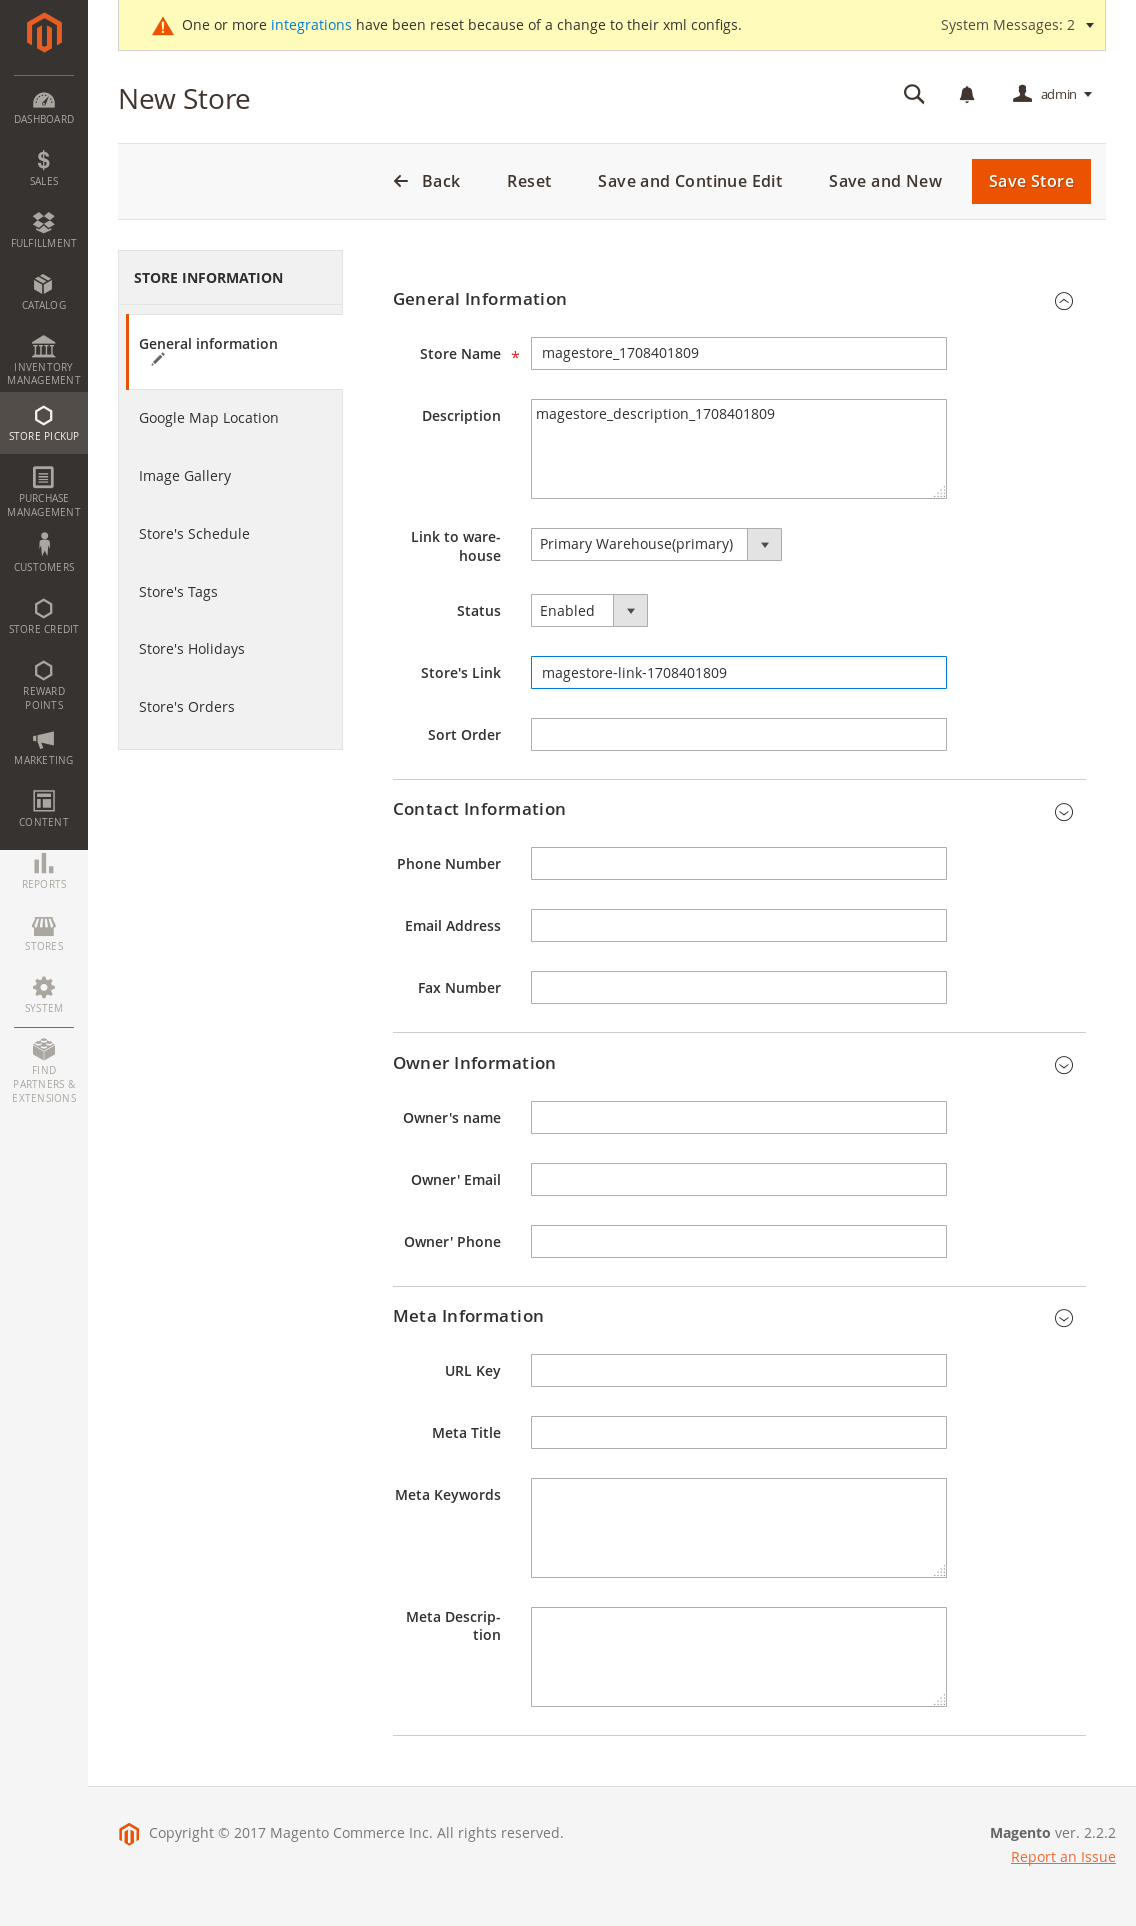 One or more integrations have been reset because of a change to their xml configs.
System Messages: 2
New Store
admin
Back
Reset
Save and Continue Edit
Save and New
Save Store
DASHBOARD
SALES
FULFILLMENT
CATALOG
INVENTORY
MANAGEMENT
STORE PICKUP
PURCHASE
MANAGEMENT
CUSTOMERS
STORE CREDIT
REWARD
POINTS
MARKETING
CONTENT
REPORTS
STORES
SYSTEM
FIND
PARTNERS &
EXTENSIONS
STORE INFORMATION
General information
Google Map Location
Image Gallery
Store's Schedule
Store's Tags
Store's Holidays
Store's Orders
General Information
Store Name * magestore_1708401809
Description magestore_description_1708401809
Link to ware-
house
Primary Warehouse(primary)
Status Enabled
Store's Link magestore-link-1708401809
Sort Order
Contact Information
Phone Number
Email Address
Fax Number
Owner Information
Owner's name
Owner' Email
Owner' Phone
Meta Information
URL Key
Meta Title
Meta Keywords
Meta Descrip-
tion
Copyright © 2017 Magento Commerce Inc. All rights reserved.
Magento ver. 2.2.2
Report an Issue